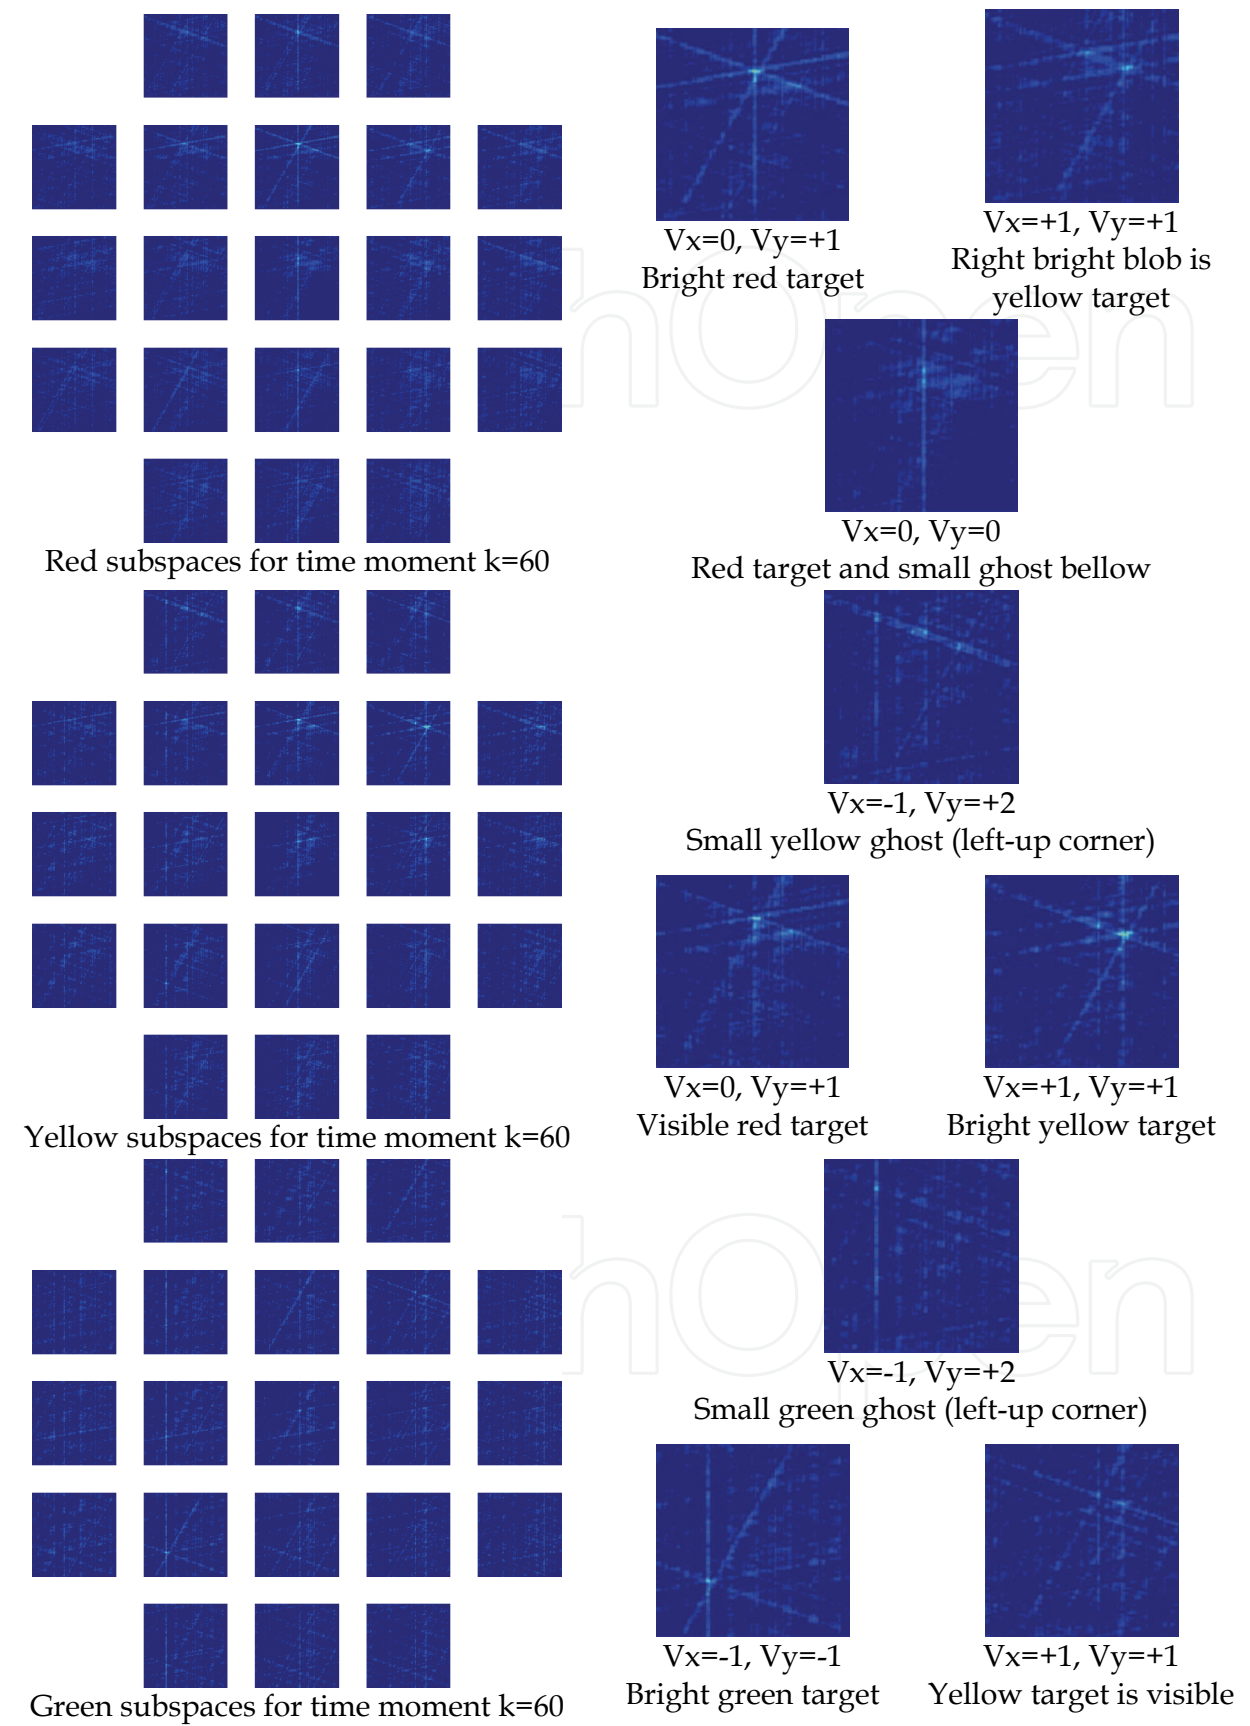 Vx=0, Vy=+1
Bright red target
Vx=+1, Vy=+1
Right bright blob is
yellow target
Vx=0, Vy=0
Red target and small ghost bellow
Red subspaces for time moment k=60
Vx=-1, Vy=+2
Small yellow ghost (left-up corner)
Vx=0, Vy=+1
Visible red target
Vx=+1, Vy=+1
Bright yellow target
Yellow subspaces for time moment k=60
Vx=-1, Vy=+2
Small green ghost (left-up corner)
Vx=-1, Vy=-1
Bright green target
Vx=+1, Vy=+1
Yellow target is visible
Green subspaces for time moment k=60